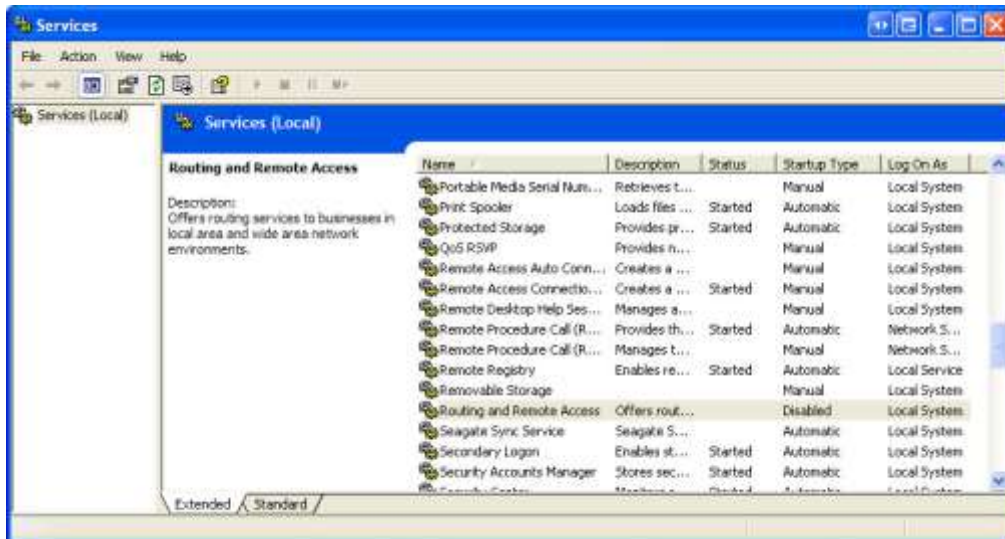 Services
File Action View Help
Services (Local)
Services (Local)
Routing and Remote Access
Description:
Offers routing services to businesses in
local area and wide area network
environments.
Name Description Status Startup Type Log On As
Portable Media Serial Num... Retrieves t... Manual Local System
Print Spooler Loads files ... Started Automatic Local System
Protected Storage Provides pr... Started Automatic Local System
QoS RSVP Provides n... Manual Local System
Remote Access Auto Conn... Creates a ... Manual Local System
Remote Access Connectio... Creates a ... Started Manual Local System
Remote Desktop Help Ses... Manages a... Manual Local System
Remote Procedure Call (R... Provides th... Started Automatic Network S...
Remote Procedure Call (R... Manages t... Manual Network S...
Remote Registry Enables re... Started Automatic Local Service
Removable Storage Manual Local System
Routing and Remote Access Offers rout... Disabled Local System
Seagate Sync Service Seagate S... Automatic Local System
Secondary Logon Enables st... Started Automatic Local System
Security Accounts Manager Stores sec... Started Automatic Local System
Extended Standard